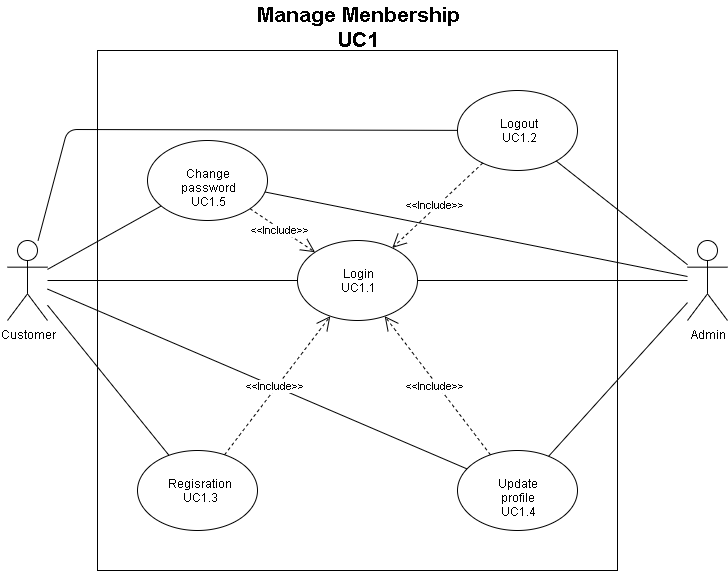 Manage Menbership
UC1
Logout
UC1.2
Change
password
UC1.5
<<Include>>
<<Include>>
Login
UC1.1
Customer
Admin
<<Include>>
<<Include>>
Regisration
UC1.3
Update
profile
UC1.4